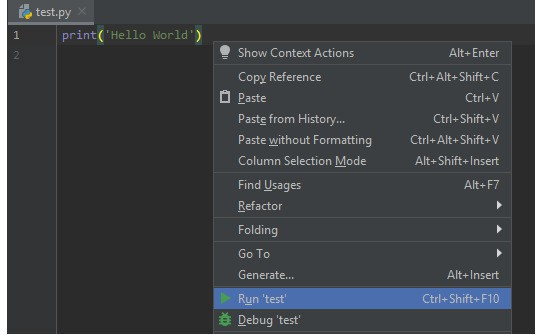 test.py
1 print('Hello World')
2
Show Context Actions Alt+Enter
Copy Reference Ctrl+Alt+Shift+C
Paste Ctrl+V
Paste from History... Ctrl+Shift+V
Paste without Formatting Ctrl+Alt+Shift+V
Column Selection Mode Alt+Shift+Insert
Find Usages Alt+F7
Refactor
Folding
Go To
Generate... Alt+Insert
Run 'test' Ctrl+Shift+F10
Debug 'test'